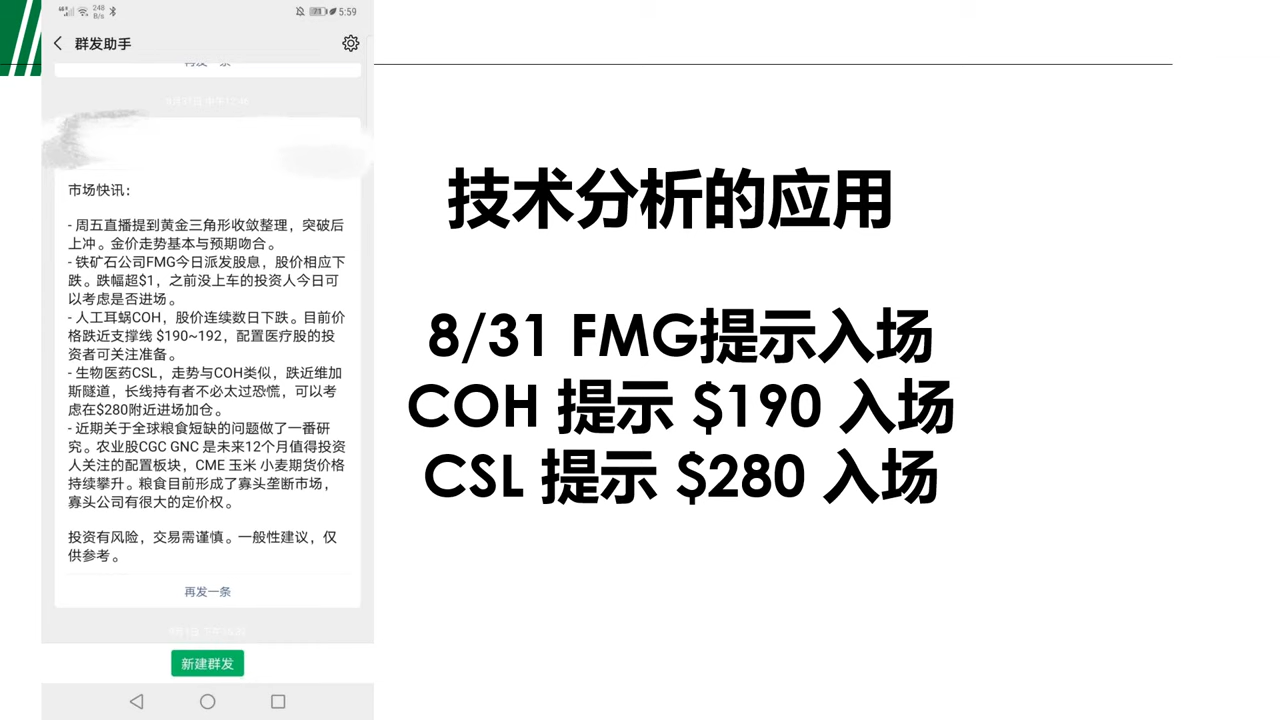 248
B/s
5:59
群发助手
再发一条
8月31日 中午12:46
市场快讯：
- 周五直播提到黄金三角形收敛整理，突破后
上冲。金价走势基本与预期吻合。
- 铁矿石公司FMG今日派发股息，股价相应下
跌。跌幅超$1，之前没上车的投资人今日可
以考虑是否进场。
- 人工耳蜗COH，股价连续数日下跌。目前价
格跌近支撑线 $190~192，配置医疗股的投
资者可关注准备。
- 生物医药CSL，走势与COH类似，跌近维加
斯隧道，长线持有者不必太过恐慌，可以考
虑在$280附近进场加仓。
- 近期关于全球粮食短缺的问题做了一番研
究。农业股CGC GNC 是未来12个月值得投资
人关注的配置板块，CME 玉米 小麦期货价格
持续攀升。粮食目前形成了寡头垄断市场，
寡头公司有很大的定价权。
投资有风险，交易需谨慎。一般性建议，仅
供参考。
再发一条
新建群发
技术分析的应用
8/31 FMG提示入场
COH 提示 $190 入场
CSL 提示 $280 入场